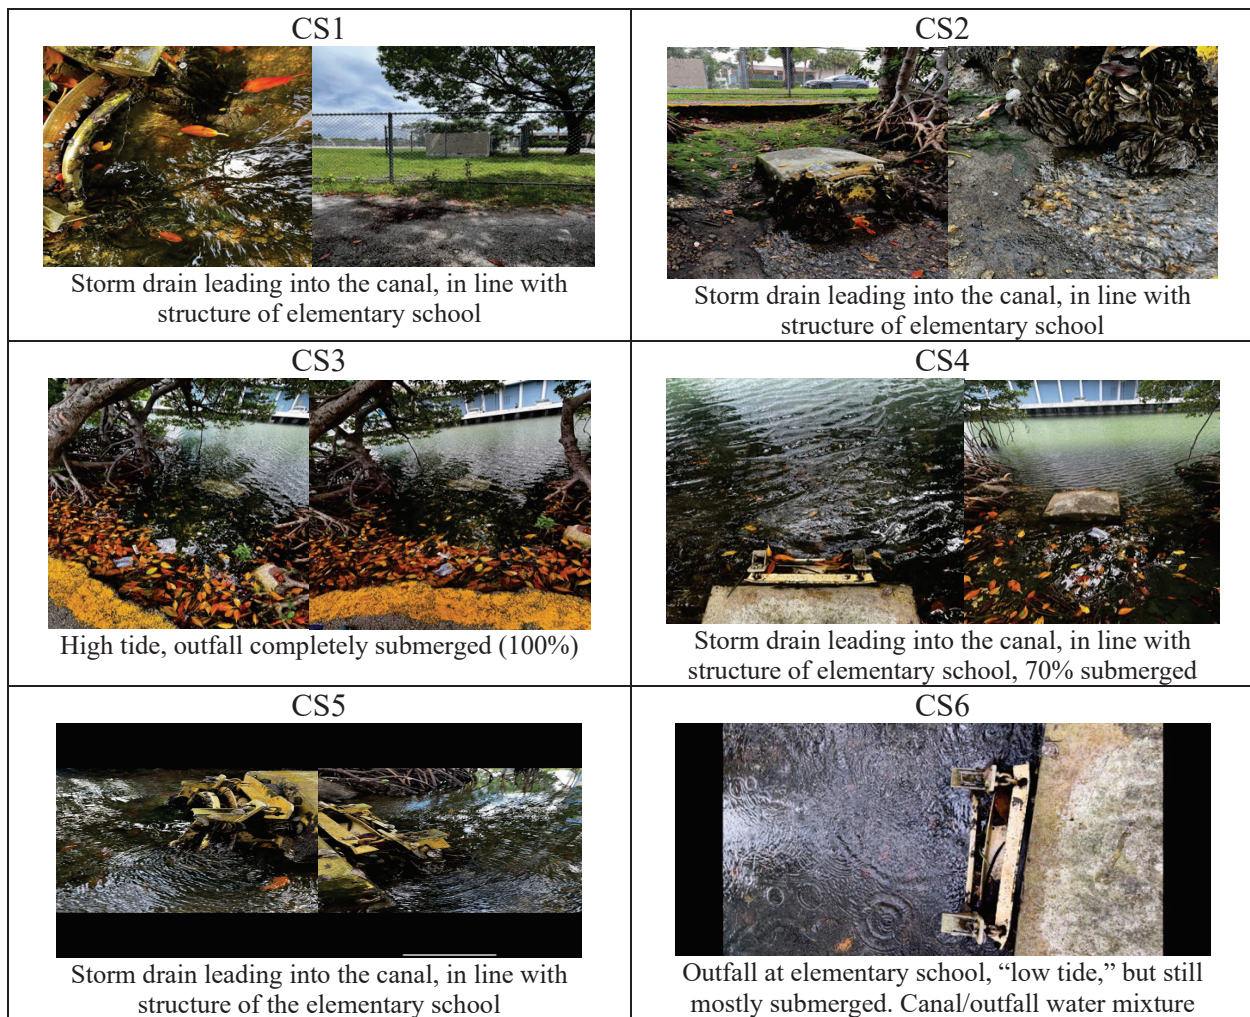 CS1
Storm drain leading into the canal, in line with
structure of elementary school
CS2
Storm drain leading into the canal, in line with
structure of elementary school
CS3
High tide, outfall completely submerged (100%)
CS4
Storm drain leading into the canal, in line with
structure of elementary school, 70% submerged
CS5
Storm drain leading into the canal, in line with
structure of the elementary school
CS6
Outfall at elementary school, “low tide,” but still
mostly submerged. Canal/outfall water mixture